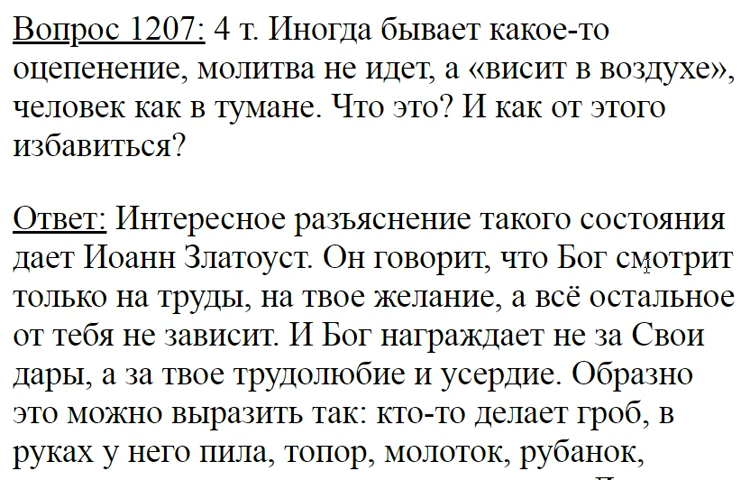 Вопрос 1207: 4 т. Иногда бывает какое-то
оцепенение, молитва не идет, а «висит в воздухе»,
человек как в тумане. Что это? И как от этого
избавиться?
Ответ: Интересное разъяснение такого состояния
дает Иоанн Златоуст. Он говорит, что Бог смотрит
только на труды, на твое желание, а всё остальное
от тебя не зависит. И Бог награждает не за Свои
дары, а за твое трудолюбие и усердие. Образно
это можно выразить так: кто-то делает гроб, в
руках у него пила, топор, молоток, рубанок,